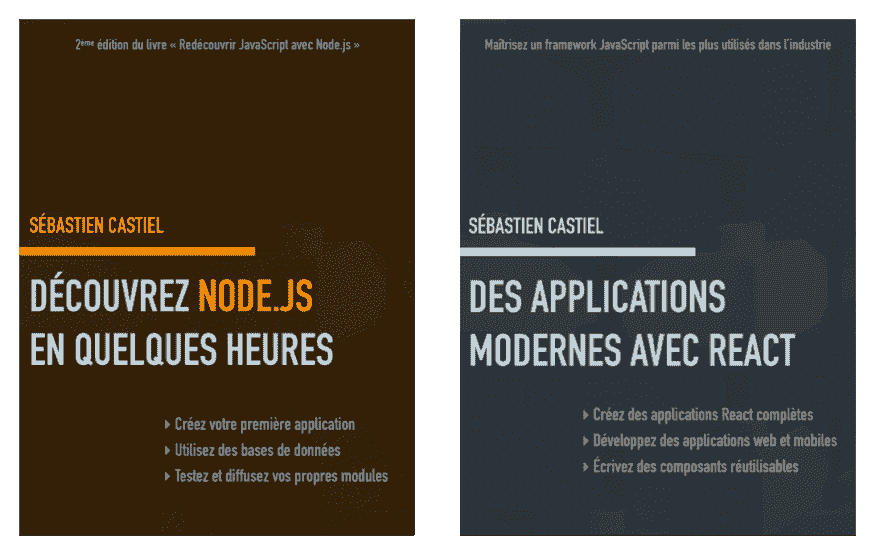 2ème édition du livre « Redécouvrir JavaScript avec Node.js »
SÉBASTIEN CASTIEL
DÉCOUVREZ NODE.JS
EN QUELQUES HEURES
Créez votre première application
Utilisez des bases de données
Testez et diffusez vos propres modules
Maîtrisez un framework JavaScript parmi les plus utilisés dans l'industrie
SÉBASTIEN CASTIEL
DES APPLICATIONS
MODERNES AVEC REACT
Créez des applications React complètes
Développez des applications web et mobiles
Écrivez des composants réutilisables